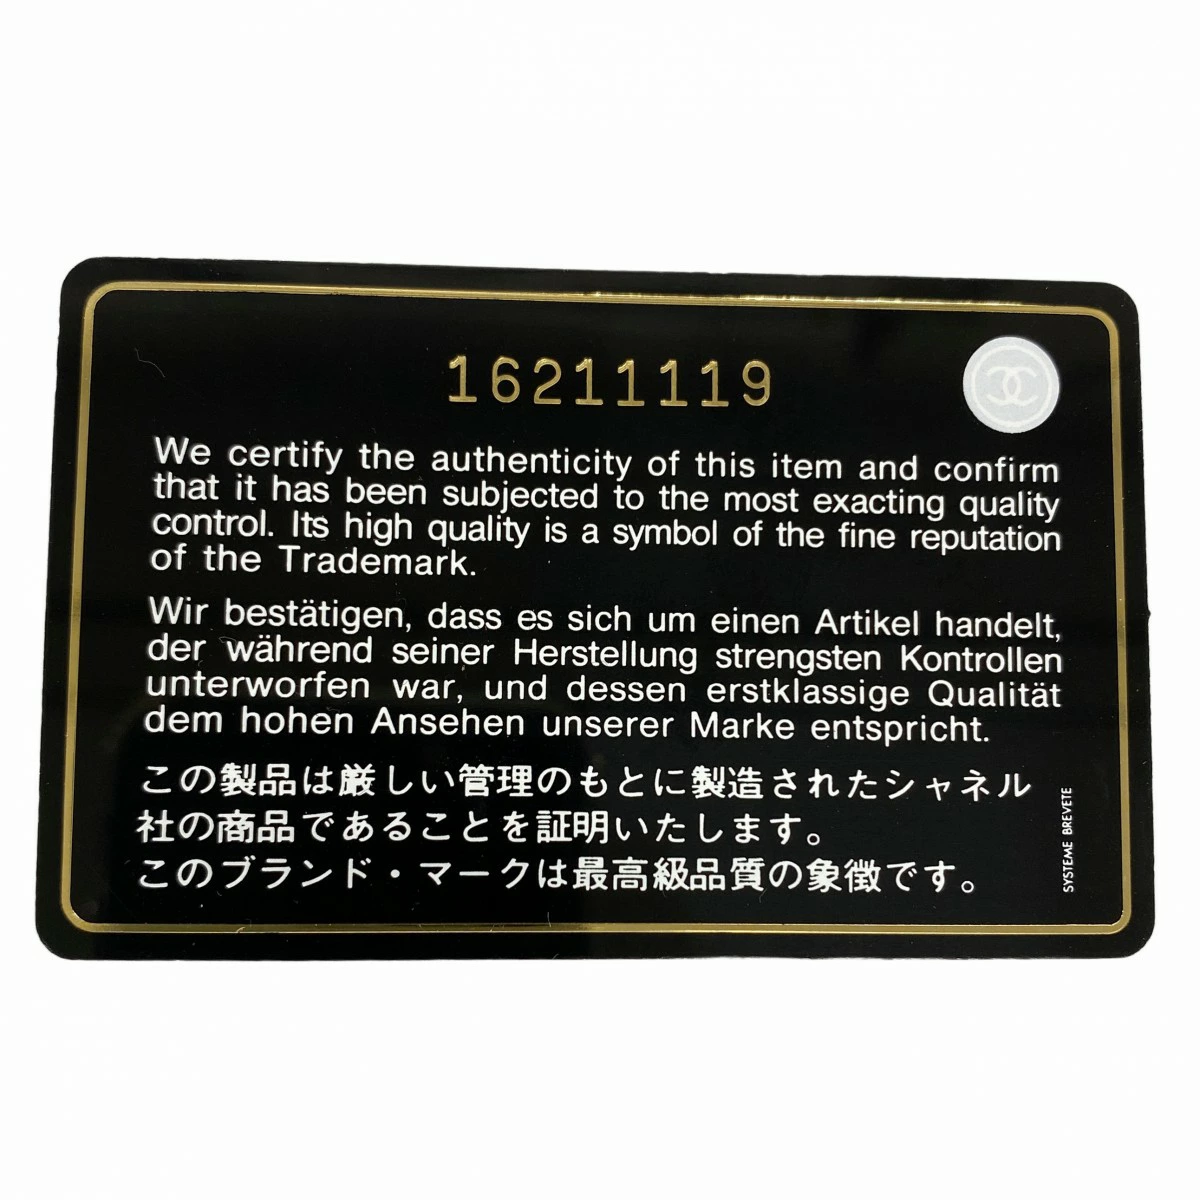 16211119
We certify the authenticity of this item and confirm
that it has been subjected to the most exacting quality
control. Its high quality is a symbol of the fine reputation
of the Trademark.
Wir bestätigen, dass es sich um einen Artikel handelt,
der während seiner Herstellung strengsten Kontrollen
unterworfen war, und dessen erstklassige Qualität
dem hohen Ansehen unserer Marke entspricht.
この製品は厳しい管理のもとに製造されたシャネル
社の商品であることを証明いたします。
このブランド・マークは最高級品質の象徴です。
SYSTEME BREVETE